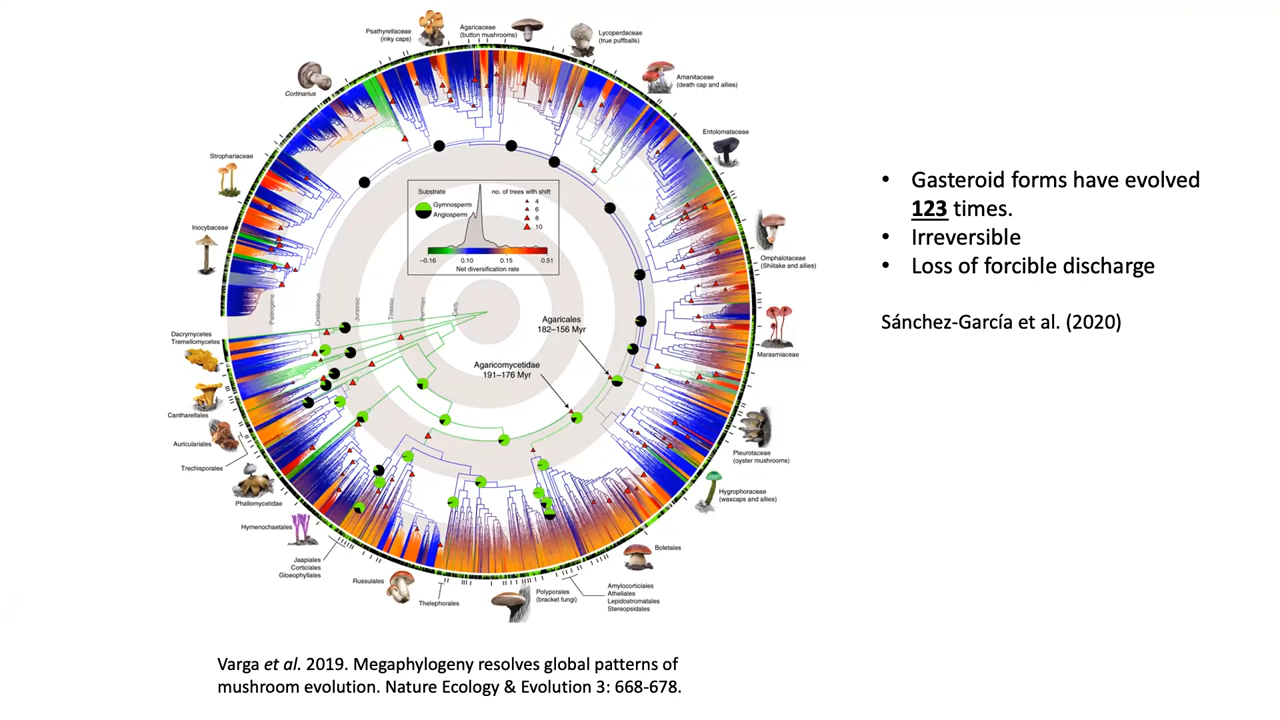 Psathyrellaceae
(inky caps)
Agaricaceae
(button mushrooms)
Lycoperdaceae
(true puffballs)
Amanitaceae
(death cap and allies)
Cortinarius
Entolomataceae
Strophariaceae
Inocybaceae
Omphalotaceae
(Shiitake and allies)
Marasmiaceae
Dacrymycetes
Tremellomycetes
Cantharellales
Auriculariales
Trechisporales
Phallomycetidae
Hymenochaetales
Jaapiales
Corticiales
Gloeophyllales
Russulales
Thelephorales
Polyporales
(bracket fungi)
Amylocorticiales
Atheliales
Lepidostromatales
Stereopsidales
Boletales
Hygrophoraceae
(waxcaps and allies)
Pleurotaceae
(oyster mushrooms)
Substrate
Gymnosperm
Angiosperm
no. of trees with shift
4
6
8
10
−0.16 0.10 0.15 0.51
Net diversification rate
Paleogene
Cretaceous
Jurassic
Triassic
Permian
Carb.
Agaricales
182–156 Myr
Agaricomycetidae
191–176 Myr
• Gasteroid forms have evolved
123 times.
• Irreversible
• Loss of forcible discharge
Sánchez-García et al. (2020)
Varga et al. 2019. Megaphylogeny resolves global patterns of
mushroom evolution. Nature Ecology & Evolution 3: 668-678.